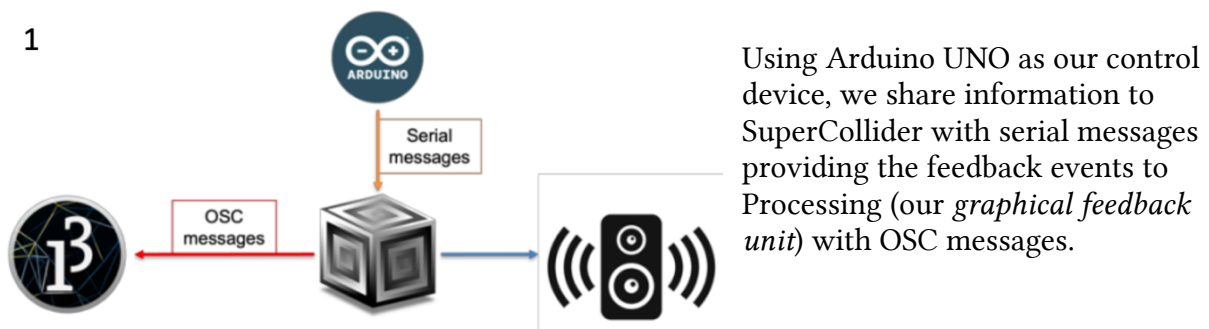 1
ARDUINO
Serial
messages
OSC
messages
3
Using Arduino UNO as our control
device, we share information to
SuperCollider with serial messages
providing the feedback events to
Processing (our graphical feedback
unit) with OSC messages.